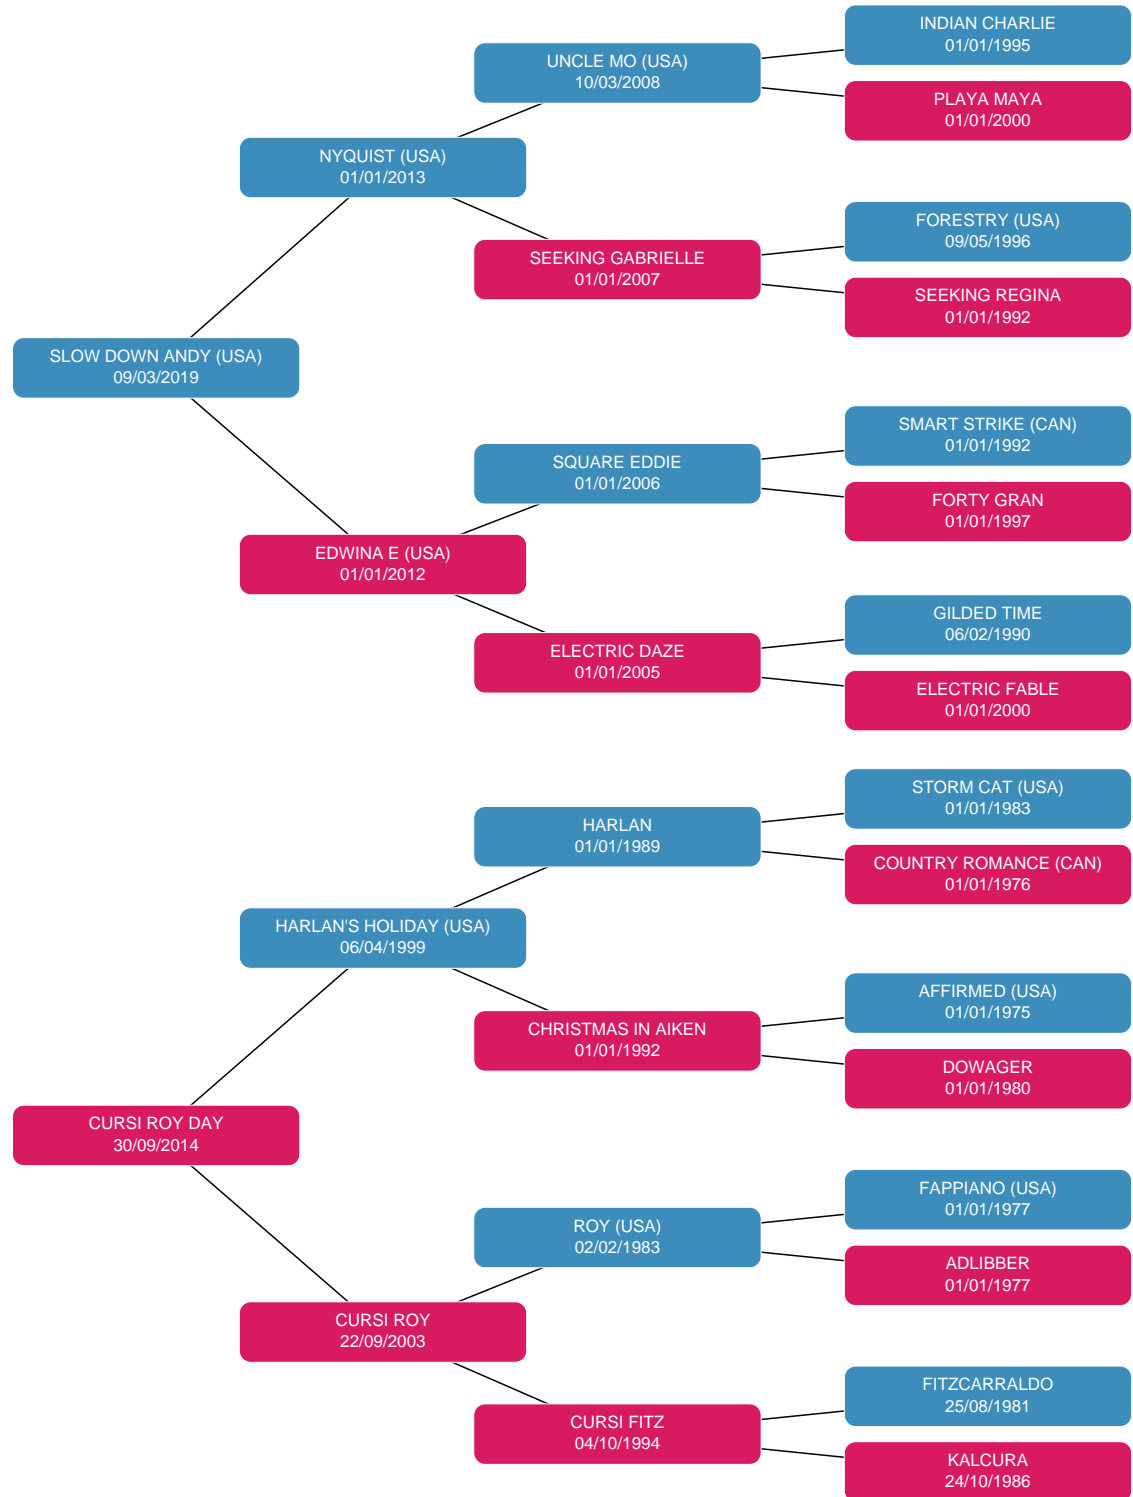 INDIAN CHARLIE
01/01/1995
UNCLE MO (USA)
10/03/2008
PLAYA MAYA
01/01/2000
NYQUIST (USA)
01/01/2013
FORESTRY (USA)
09/05/1996
SEEKING GABRIELLE
01/01/2007
SEEKING REGINA
01/01/1992
SLOW DOWN ANDY (USA)
09/03/2019
SMART STRIKE (CAN)
01/01/1992
SQUARE EDDIE
01/01/2006
FORTY GRAN
01/01/1997
EDWINA E (USA)
01/01/2012
GILDED TIME
06/02/1990
ELECTRIC DAZE
01/01/2005
ELECTRIC FABLE
01/01/2000
STORM CAT (USA)
01/01/1983
HARLAN
01/01/1989
COUNTRY ROMANCE (CAN)
01/01/1976
HARLAN'S HOLIDAY (USA)
06/04/1999
AFFIRMED (USA)
01/01/1975
CHRISTMAS IN AIKEN
01/01/1992
DOWAGER
01/01/1980
CURSI ROY DAY
30/09/2014
FAPPIANO (USA)
01/01/1977
ROY (USA)
02/02/1983
ADLIBBER
01/01/1977
CURSI ROY
22/09/2003
FITZCARRALDO
25/08/1981
CURSI FITZ
04/10/1994
KALCURA
24/10/1986